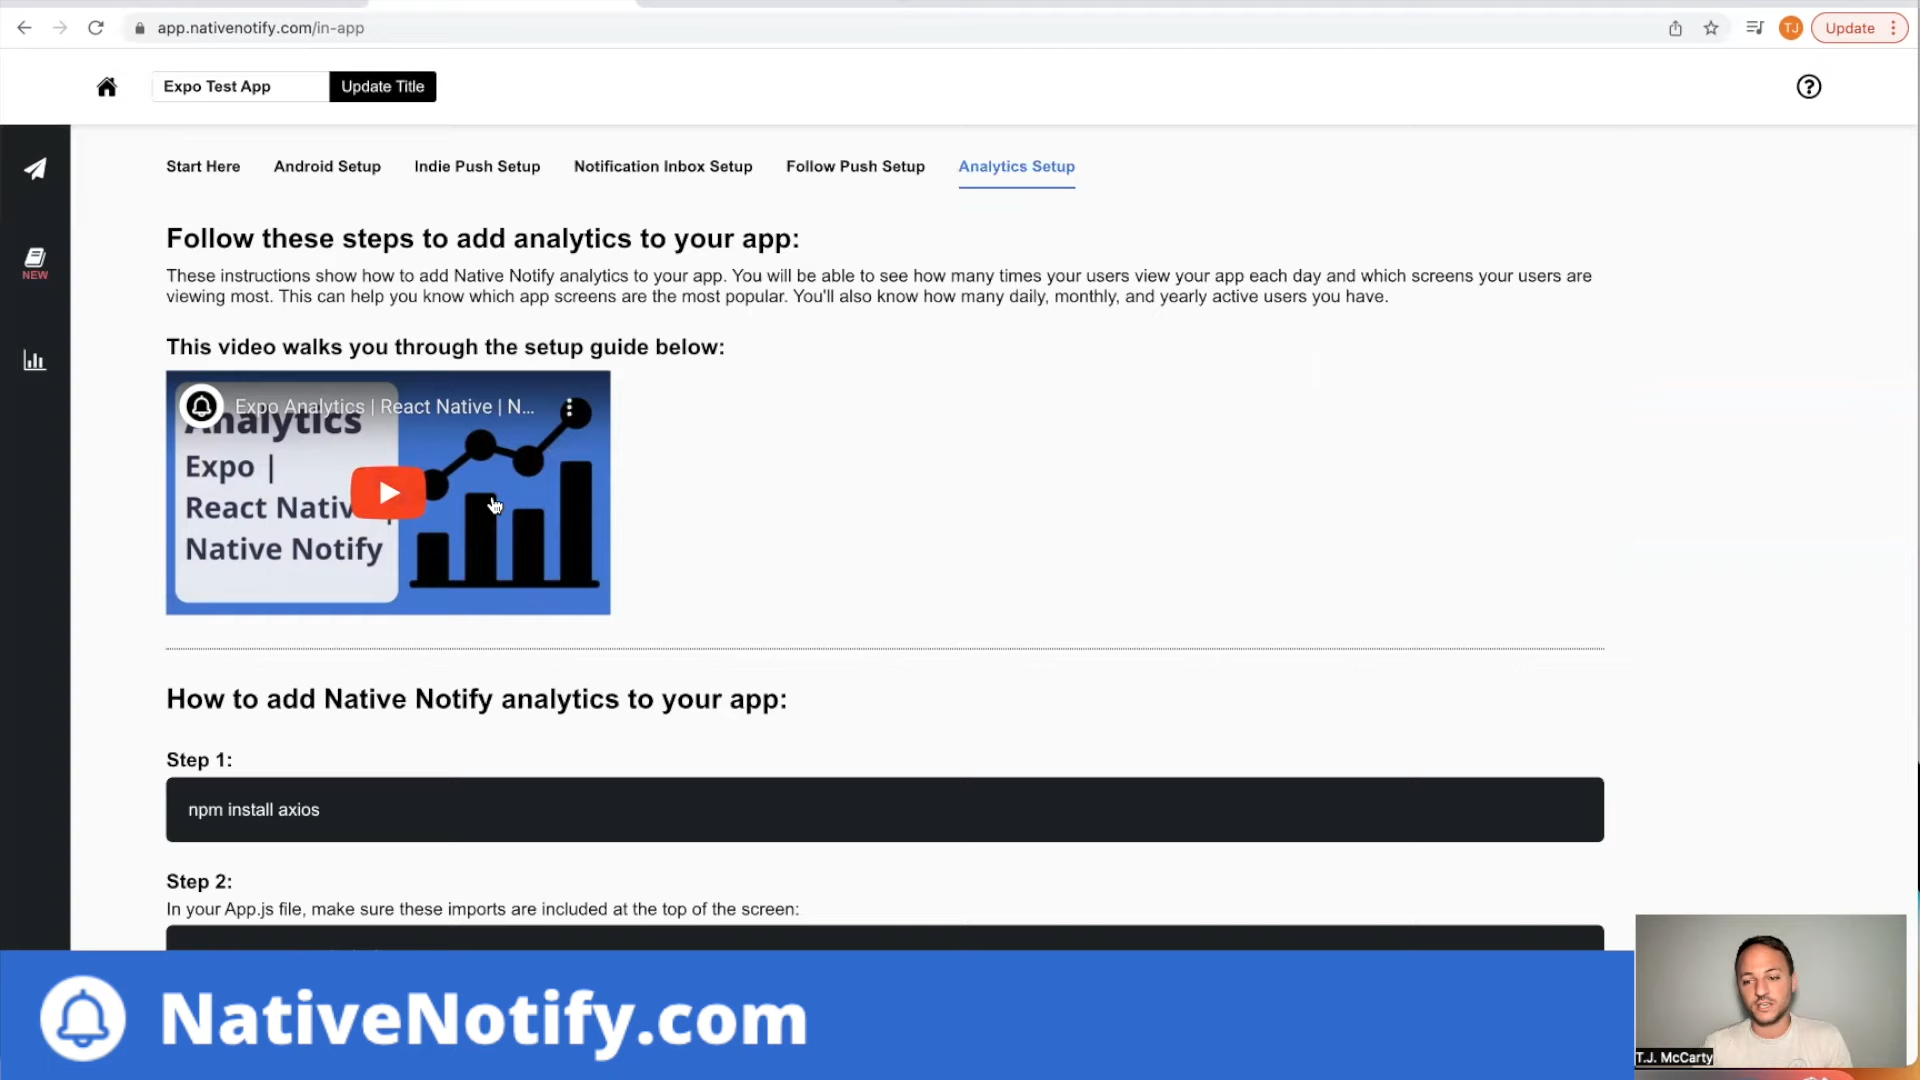 app.nativenotify.com/in-app
TJ
Update
Expo Test App
Update Title
Start Here
Android Setup
Indie Push Setup
Notification Inbox Setup
Follow Push Setup
Analytics Setup
NEW
Follow these steps to add analytics to your app:
These instructions show how to add Native Notify analytics to your app. You will be able to see how many times your users view your app each day and which screens your users are
viewing most. This can help you know which app screens are the most popular. You'll also know how many daily, monthly, and yearly active users you have.
This video walks you through the setup guide below:
Expo Analytics | React Native | N...
Analytics
Expo |
React Nativ
Native Notify
How to add Native Notify analytics to your app:
Step 1:
npm install axios
Step 2:
In your App.js file, make sure these imports are included at the top of the screen:
NativeNotify.com
T.J. McCarty